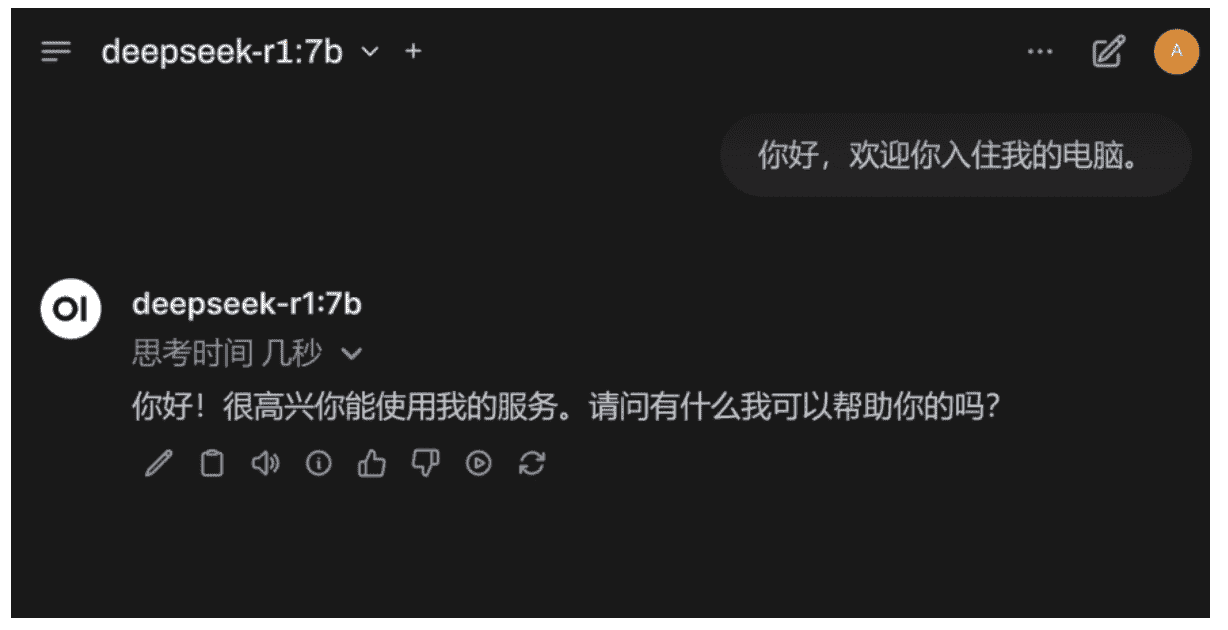 deepseek-r1:7b
A
你好，欢迎你入住我的电脑。
OI
deepseek-r1:7b
思考时间 几秒
你好！很高兴你能使用我的服务。请问有什么我可以帮助你的吗？